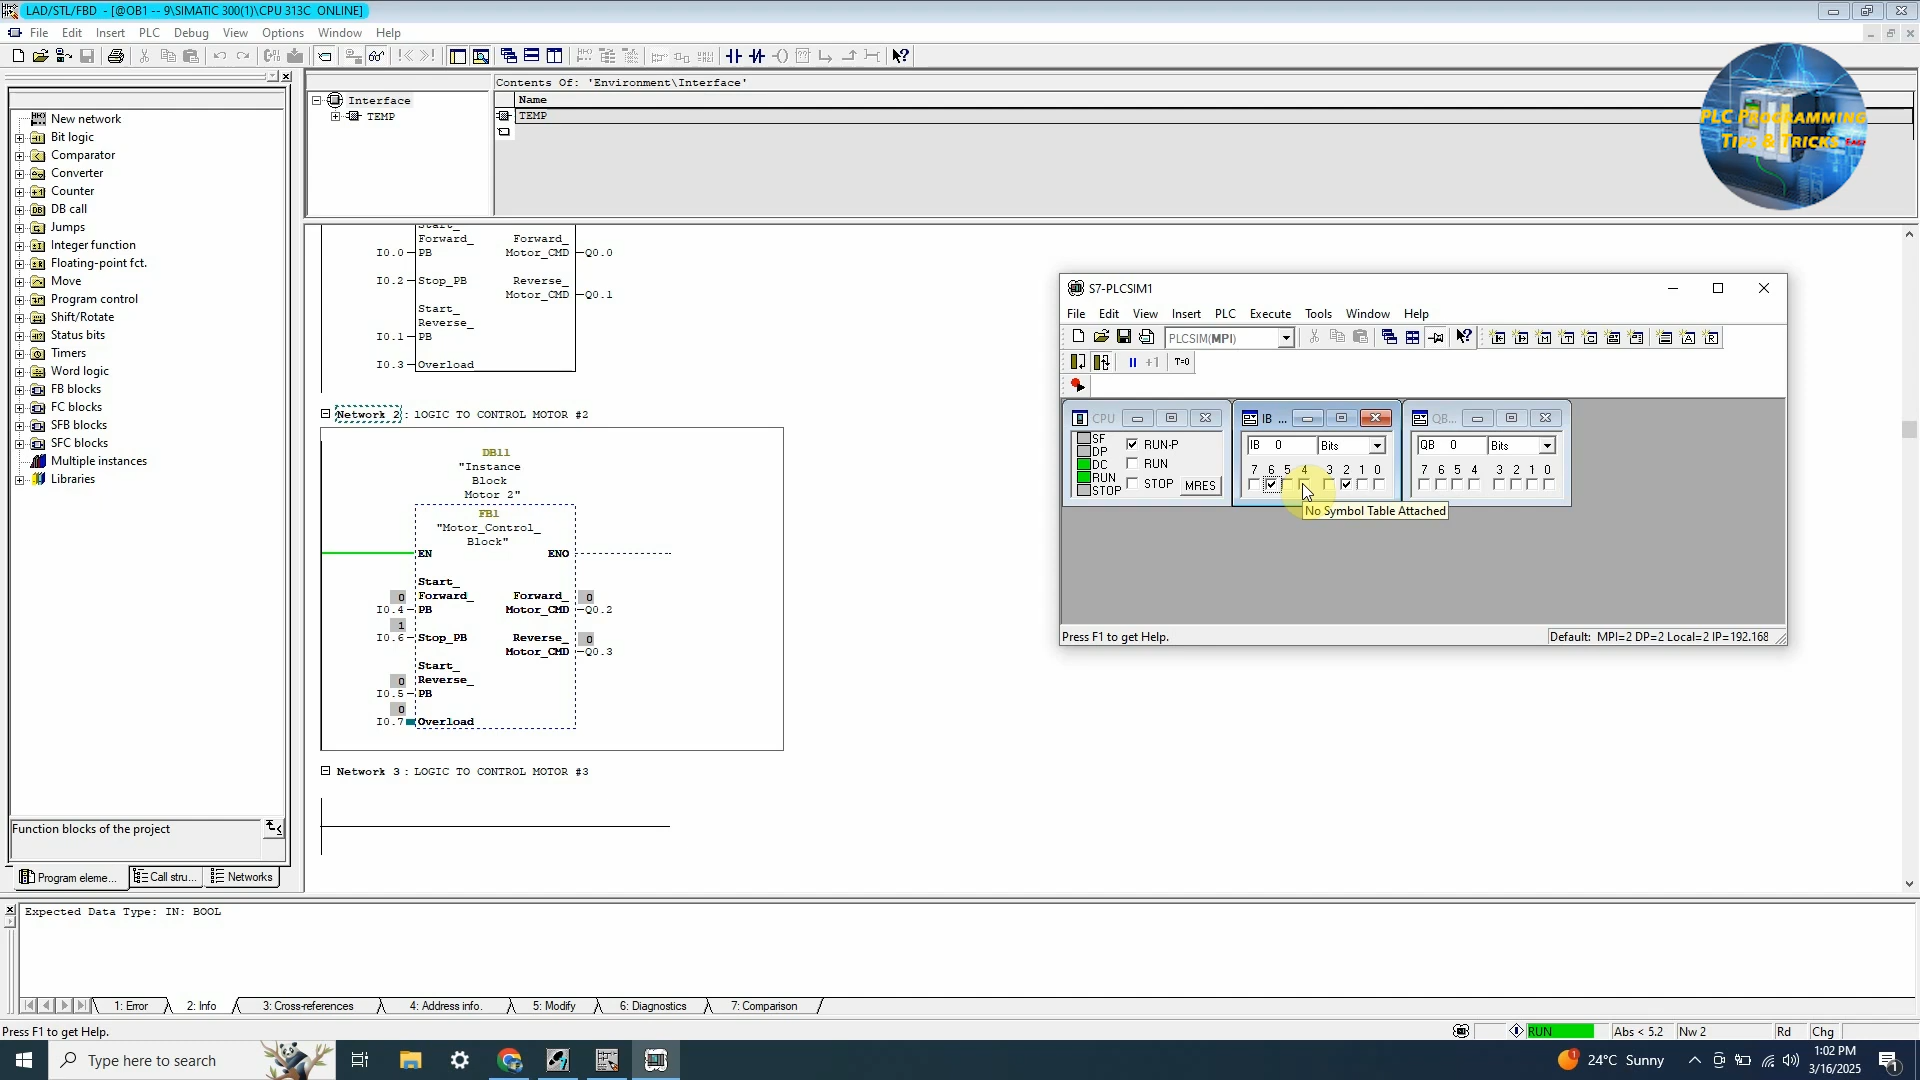 LAD/STL/FBD - [@OB1 -- 9\SIMATIC 300(1)\CPU 313C ONLINE]
File Edit Insert PLC Debug View Options Window Help
Contents Of: 'Environment\Interface'
Interface
TEMP
Name
TEMP
PLC PROGRAMMING
TIPS & TRICKS EASY
New network
Bit logic
Comparator
Converter
Counter
DB call
Jumps
Integer function
Floating-point fct.
Move
Program control
Shift/Rotate
Status bits
Timers
Word logic
FB blocks
FC blocks
SFB blocks
SFC blocks
Multiple instances
Libraries
Function blocks of the project
Program eleme... Call stru... Networks
Start_
Forward_ Forward_
I0.0 PB Motor_CMD Q0.0
I0.2 Stop_PB Reverse_
Motor_CMD Q0.1
Start_
Reverse_
I0.1 PB
I0.3 Overload
Network 2 : lOGIC TO CONTROL MOTOR #2
DB11
"Instance
Block
Motor 2"
FB1
"Motor_Control_
Block"
EN ENO
Start_
0 Forward_ Forward_ 0
I0.4 PB Motor_CMD Q0.2
1
I0.6 Stop_PB Reverse_ 0
Motor_CMD Q0.3
Start_
0 Reverse_
I0.5 PB
0
I0.7 Overload
Network 3 : LOGIC TO CONTROL MOTOR #3
S7-PLCSIM1
File Edit View Insert PLC Execute Tools Window Help
PLCSIM(MPI)
+1 T=0
CPU
SF
DP
DC
RUN
STOP
RUN-P
RUN
STOP MRES
IB ...
IB 0 Bits
7 6 5 4 3 2 1 0
QB...
QB 0 Bits
7 6 5 4 3 2 1 0
No Symbol Table Attached
Press F1 to get Help. Default: MPI=2 DP=2 Local=2 IP=192.168
Expected Data Type: IN: BOOL
1: Error 2: Info 3: Cross-references 4: Address info. 5: Modify 6: Diagnostics 7: Comparison
Press F1 to get Help. RUN Abs < 5.2 Nw 2 Rd Chg
Type here to search
24°C Sunny
1:02 PM
3/16/2025
1